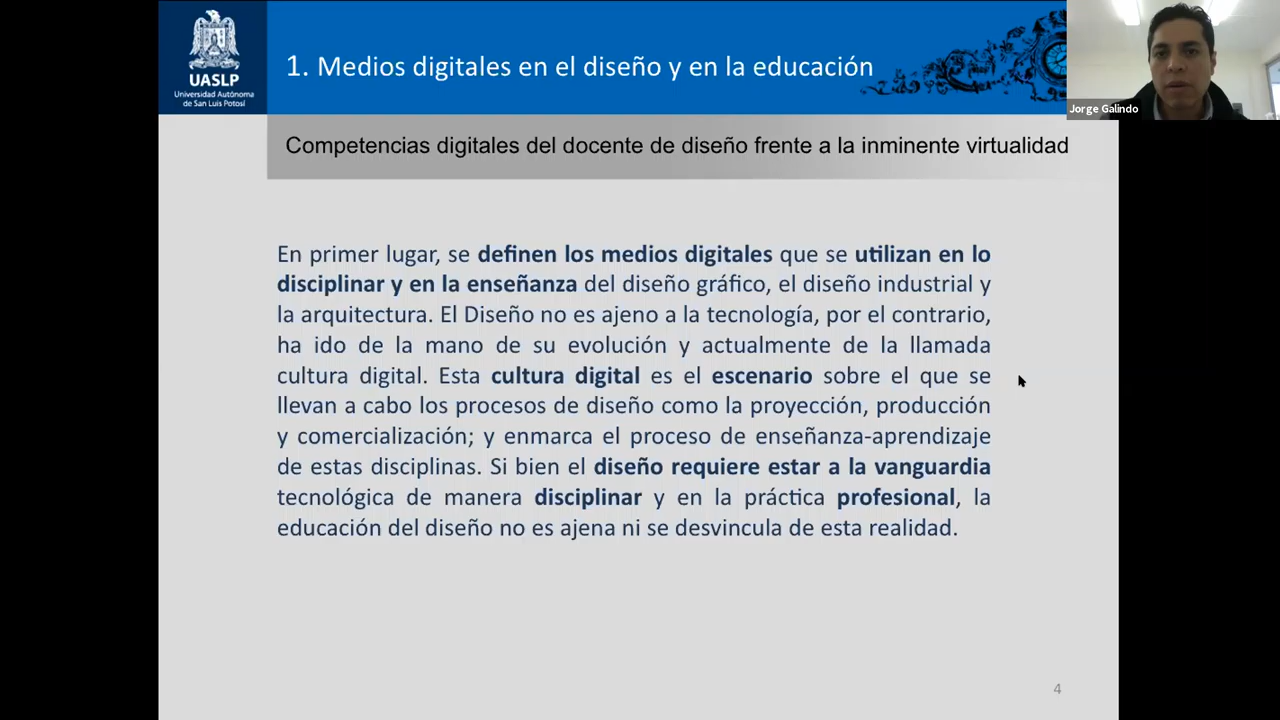 UASLP
Universidad Autónoma
de San Luis Potosí
1. Medios digitales en el diseño y en la educación
Jorge Galindo
Competencias digitales del docente de diseño frente a la inminente virtualidad
En primer lugar, se definen los medios digitales que se utilizan en lo
disciplinar y en la enseñanza del diseño gráfico, el diseño industrial y
la arquitectura. El Diseño no es ajeno a la tecnología, por el contrario,
ha ido de la mano de su evolución y actualmente de la llamada
cultura digital. Esta cultura digital es el escenario sobre el que se
llevan a cabo los procesos de diseño como la proyección, producción
y comercialización; y enmarca el proceso de enseñanza-aprendizaje
de estas disciplinas. Si bien el diseño requiere estar a la vanguardia
tecnológica de manera disciplinar y en la práctica profesional, la
educación del diseño no es ajena ni se desvincula de esta realidad.
4